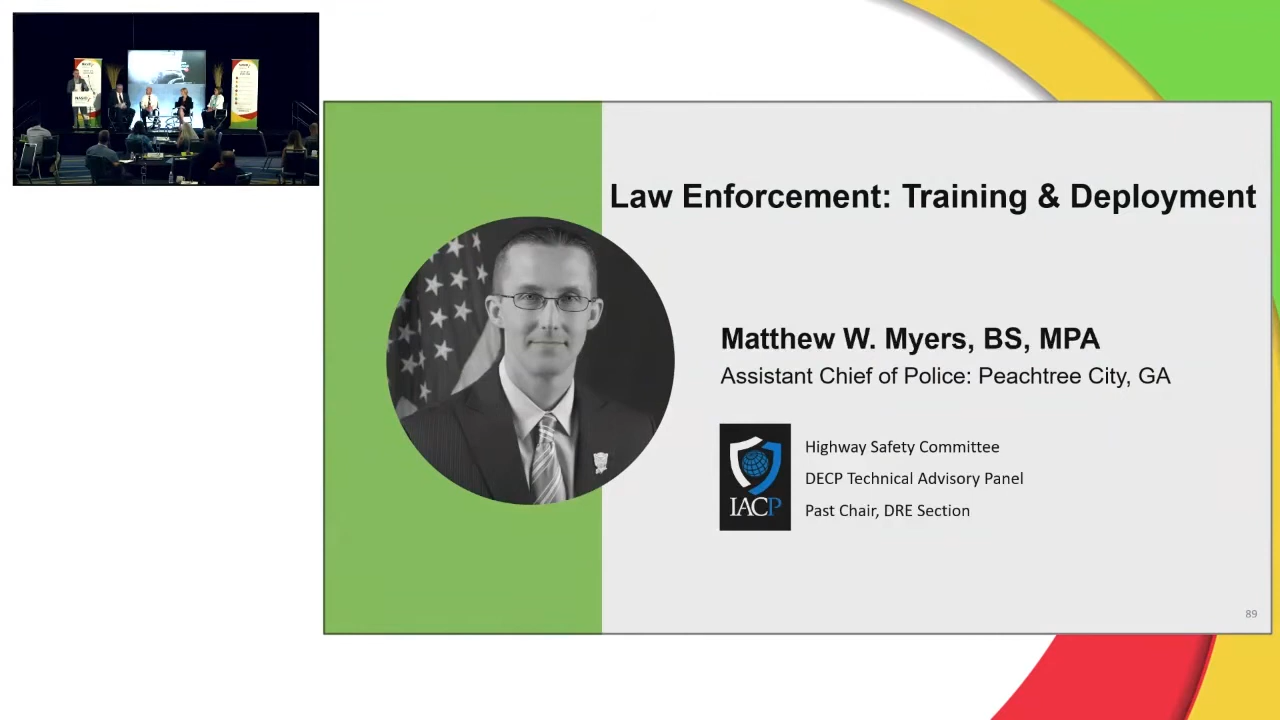 Law Enforcement: Training & Deployment
Matthew W. Myers, BS, MPA
Assistant Chief of Police: Peachtree City, GA
IACP
Highway Safety Committee
DECP Technical Advisory Panel
Past Chair, DRE Section
89